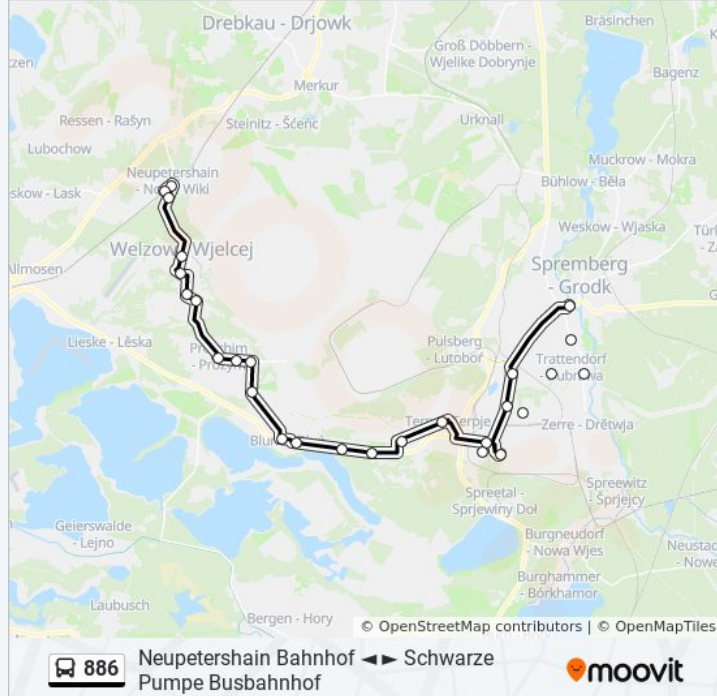 Drebkau - Drjowk
Bräsinchen
Groß Döbbern -
Wjelike Dobrynje
Bagenz
Merkur
Ressen - Rašyn
Steinitz - Šćeńc
Urknall
Lubochow
Muckrow - Mokra
Neupetershain
Bühlow - Běła
Weskow - Wjaska
Welzow - Wjelcej
Spremberg
- Grodk
Allmosen
Lieske - Lěska
Pulsberg
- Lutoboř
Trattendorf
Zerre - Drětwja
Spreetal -
Sprjewiny Doł
Spreewitz
- Šprjejcy
Geierswalde
- Lejno
Burgneudorf
- Nowa Wjes
Burghammer
- Bórkhamor
Laubusch
Bergen - Hory
© OpenStreetMap contributors | © OpenMapTiles
886
Neupetershain Bahnhof ◄► Schwarze
Pumpe Busbahnhof
moovit